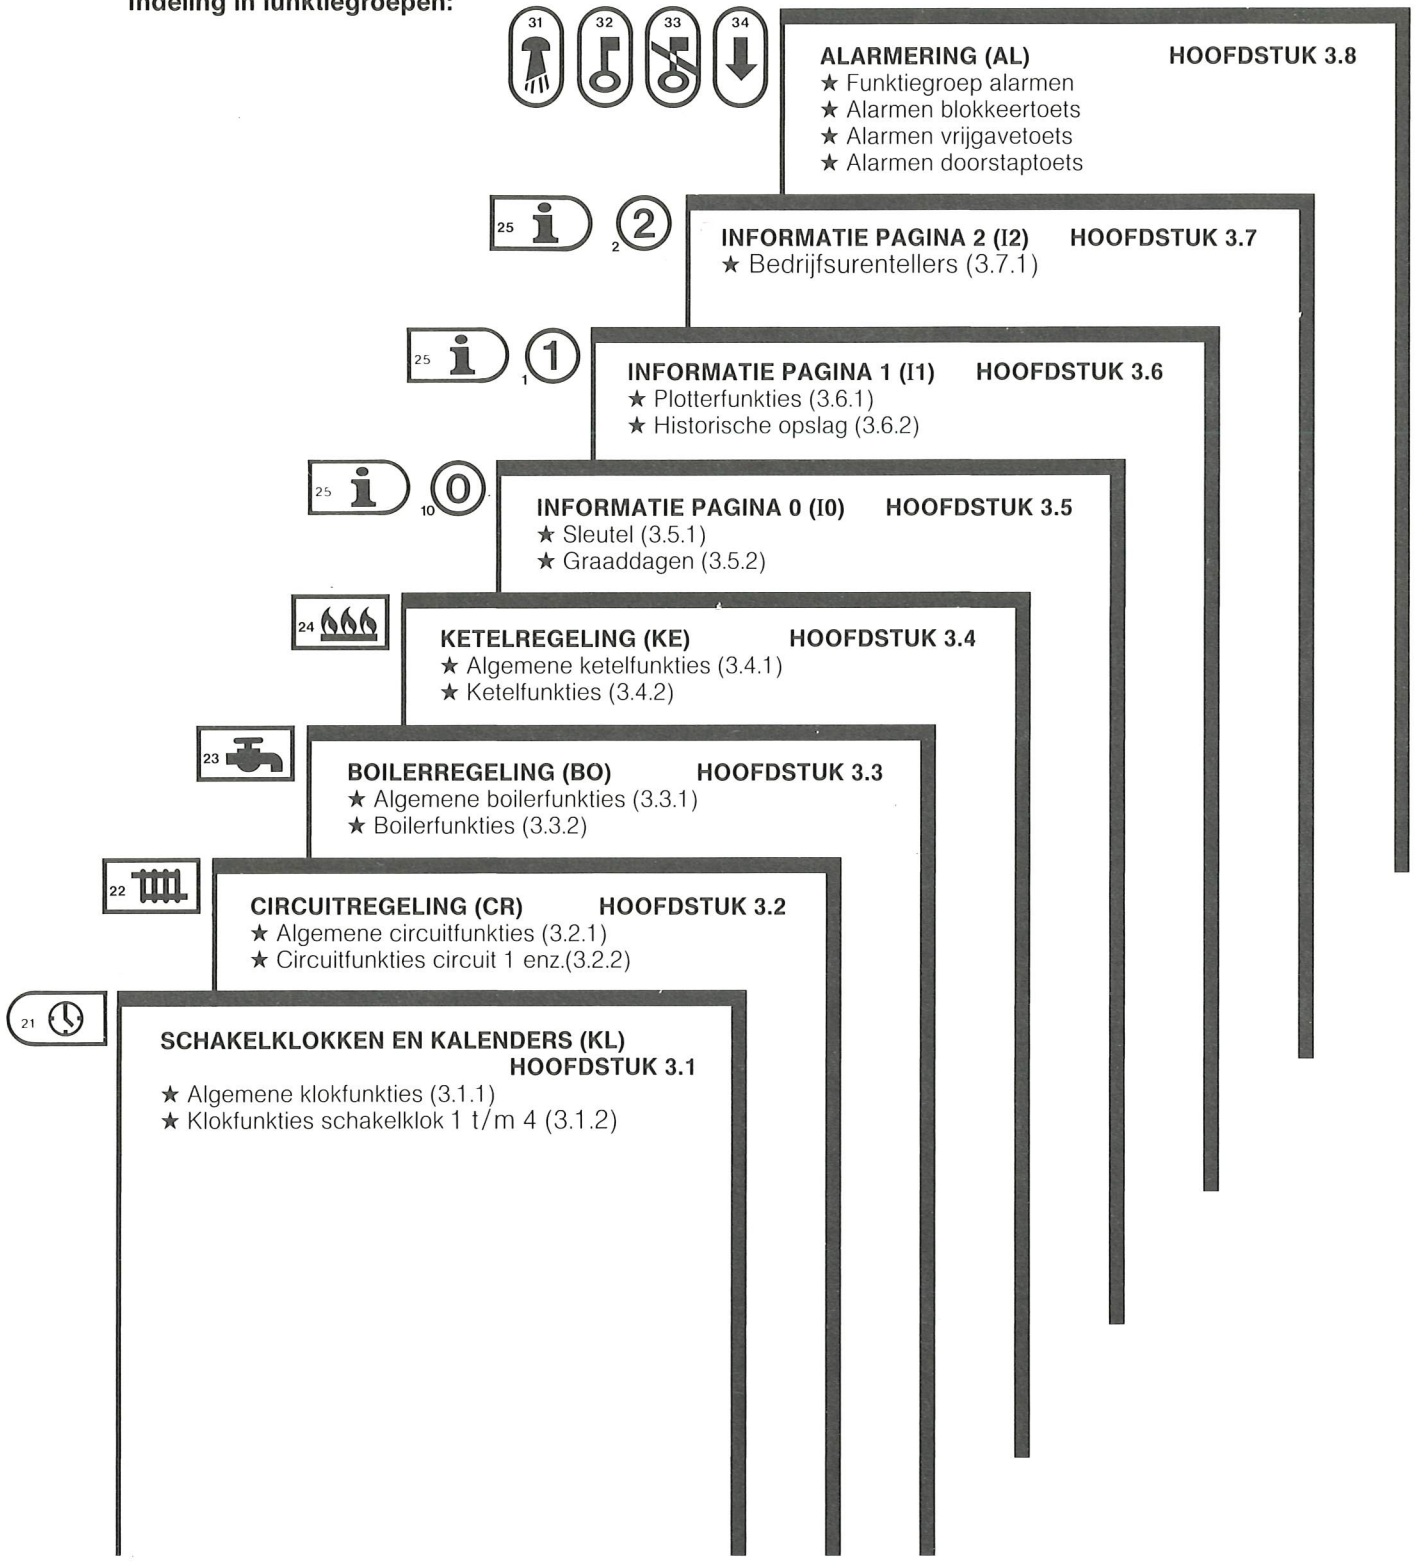 Indeling in funktiegroepen:
31 32 33 34
ALARMERING (AL) HOOFDSTUK 3.8
★ Funktiegroep alarmen
★ Alarmen blokkeertoets
★ Alarmen vrijgavetoets
★ Alarmen doorstaptoets
25 i 2 2
INFORMATIE PAGINA 2 (I2) HOOFDSTUK 3.7
★ Bedrijfsurentellers (3.7.1)
25 i 1 1
INFORMATIE PAGINA 1 (I1) HOOFDSTUK 3.6
★ Plotterfunkties (3.6.1)
★ Historische opslag (3.6.2)
25 i 10 0
INFORMATIE PAGINA 0 (I0) HOOFDSTUK 3.5
★ Sleutel (3.5.1)
★ Graaddagen (3.5.2)
24
KETELREGELING (KE) HOOFDSTUK 3.4
★ Algemene ketelfunkties (3.4.1)
★ Ketelfunkties (3.4.2)
23
BOILERREGELING (BO) HOOFDSTUK 3.3
★ Algemene boilerfunkties (3.3.1)
★ Boilerfunkties (3.3.2)
22
CIRCUITREGELING (CR) HOOFDSTUK 3.2
★ Algemene circuitfunkties (3.2.1)
★ Circuitfunkties circuit 1 enz.(3.2.2)
21
SCHAKELKLOKKEN EN KALENDERS (KL)
HOOFDSTUK 3.1
★ Algemene klokfunkties (3.1.1)
★ Klokfunkties schakelklok 1 t/m 4 (3.1.2)